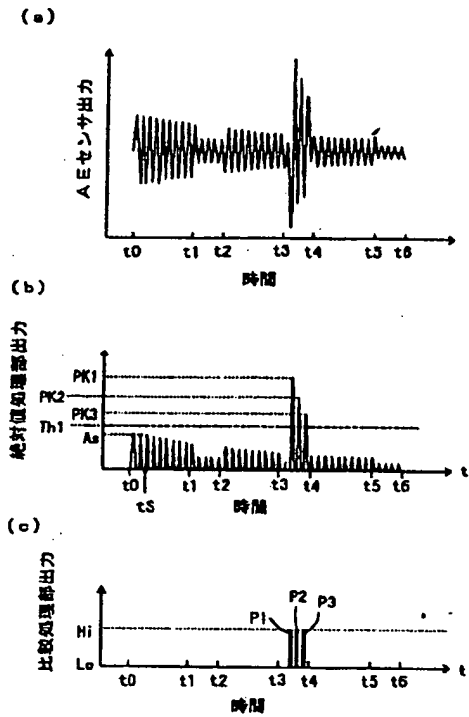 (a)
AEセンサ出力
t0 t1 t2 t3 t4 t5 t6
時間
(b)
絶対値処理部出力
PK1
PK2
PK3
Th1
As
t0 t1 t2 t3 t4 t5 t6 t
tS
時間
(c)
比較処理部出力
P1 P2 P3
Hi
Lo
t0 t1 t2 t3 t4 t5 t6 t
時間